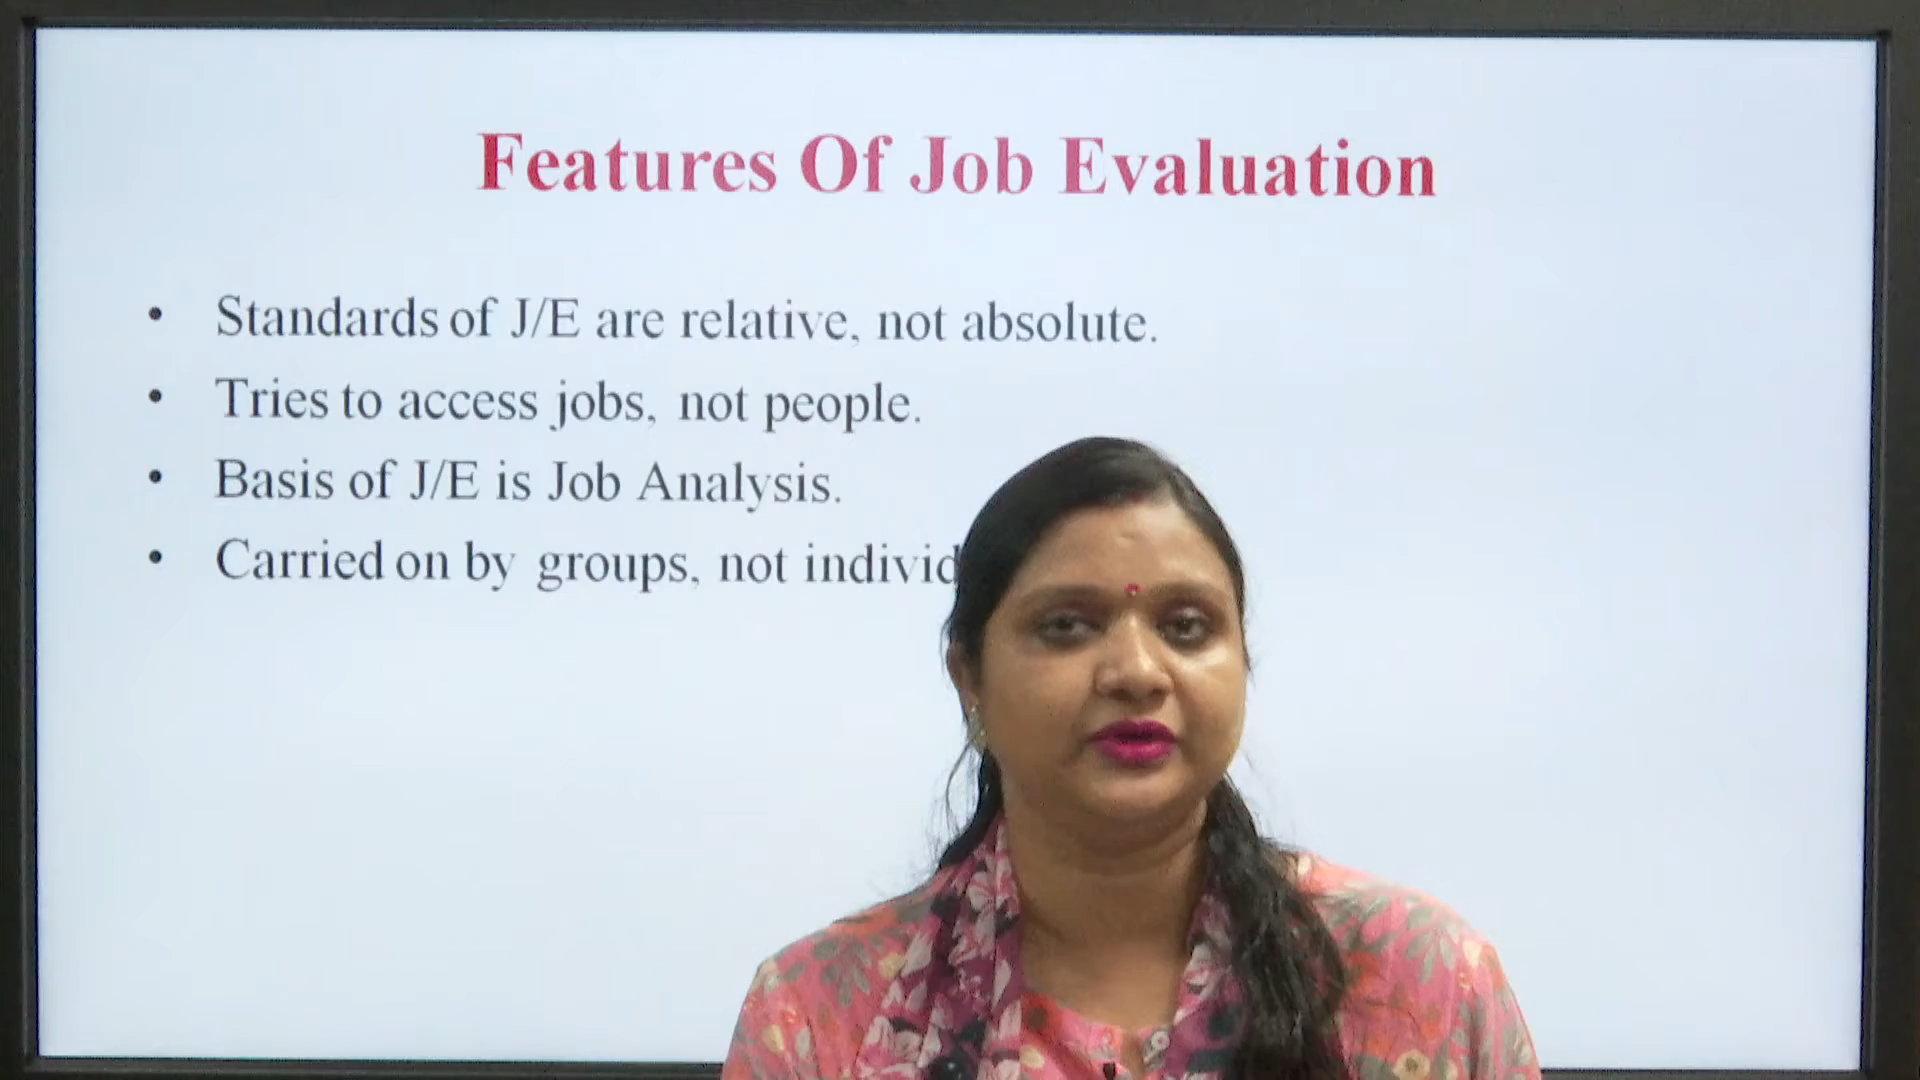 Features Of Job Evaluation
• Standards of J/E are relative, not absolute.
• Tries to access jobs, not people.
• Basis of J/E is Job Analysis.
• Carried on by groups, not